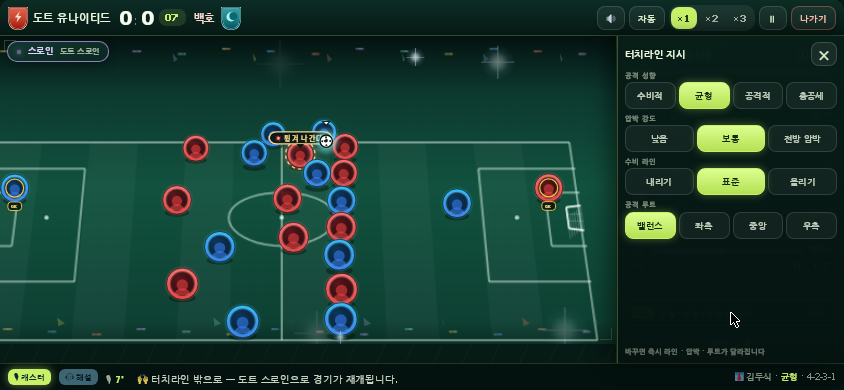 도트 유나이티드 0 : 0 07' 백호
자동 ×1 ×2 ×3 II 나가기
스로인 도트 스로인
튕겨 나간
GK
GK
터치라인 지시
공격 성향
수비적 균형 공격적 총공세
압박 강도
낮음 보통 전방 압박
수비 라인
내리기 표준 올리기
공격 루트
밸런스 좌측 중앙 우측
바꾸면 즉시 라인 · 압박 · 루트가 달라집니다
캐스터 해설 7' 터치라인 밖으로 — 도트 스로인으로 경기가 재개됩니다.
김두식 · 균형 · 4-2-3-1